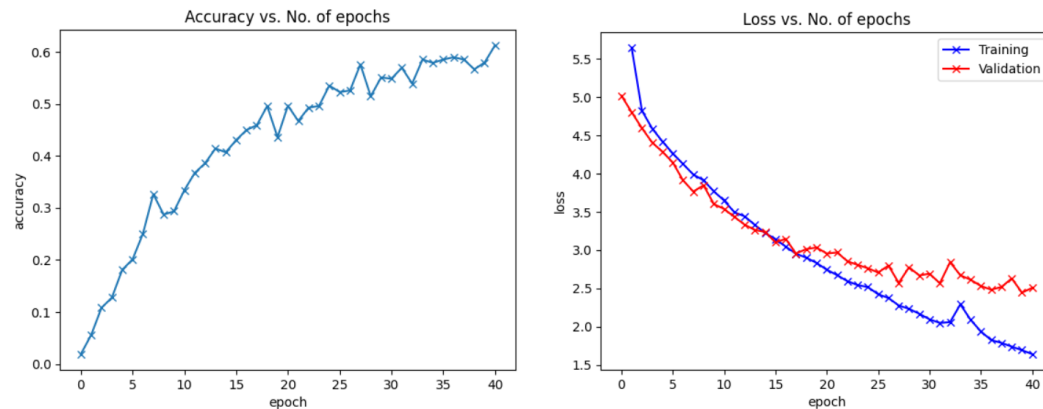 Accuracy vs. No. of epochs
0.6
0.5
0.4
0.3
0.2
0.1
0.0
accuracy
0 5 10 15 20 25 30 35 40
epoch
Loss vs. No. of epochs
Training
Validation
5.5
5.0
4.5
4.0
3.5
3.0
2.5
2.0
1.5
loss
0 5 10 15 20 25 30 35 40
epoch